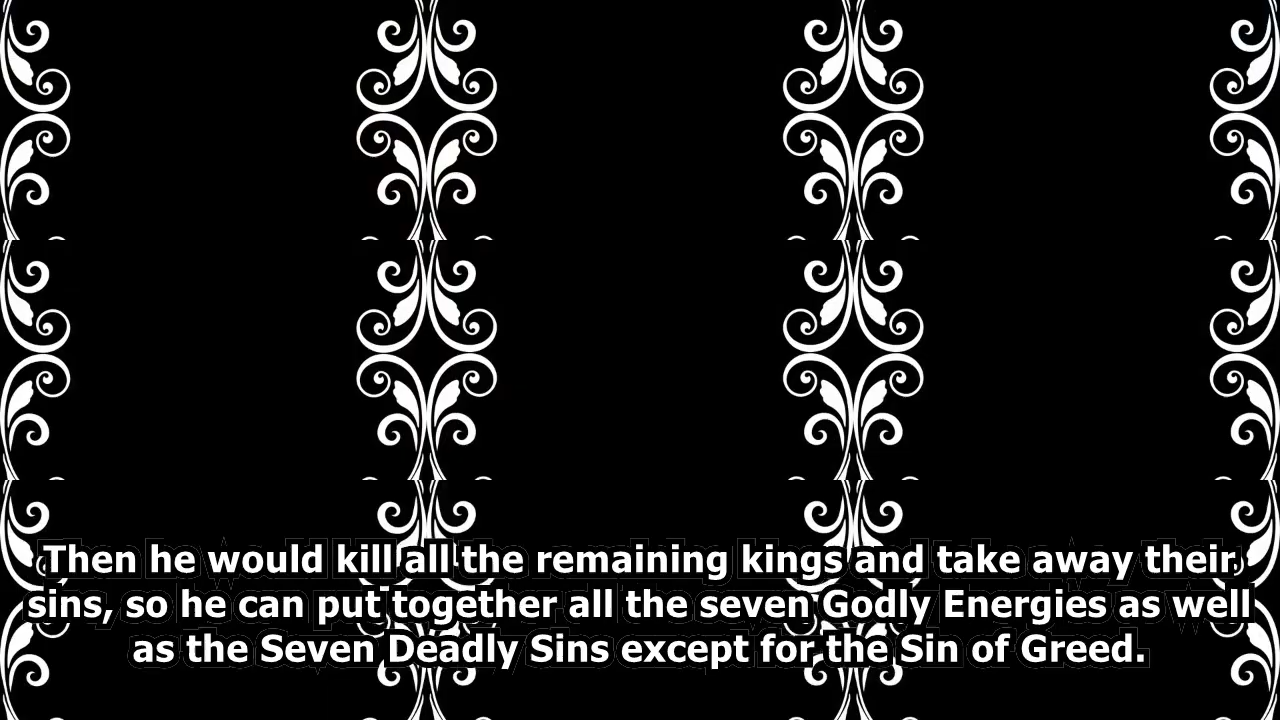 Then he would kill all the remaining kings and take away their
sins, so he can put together all the seven Godly Energies as well
as the Seven Deadly Sins except for the Sin of Greed.